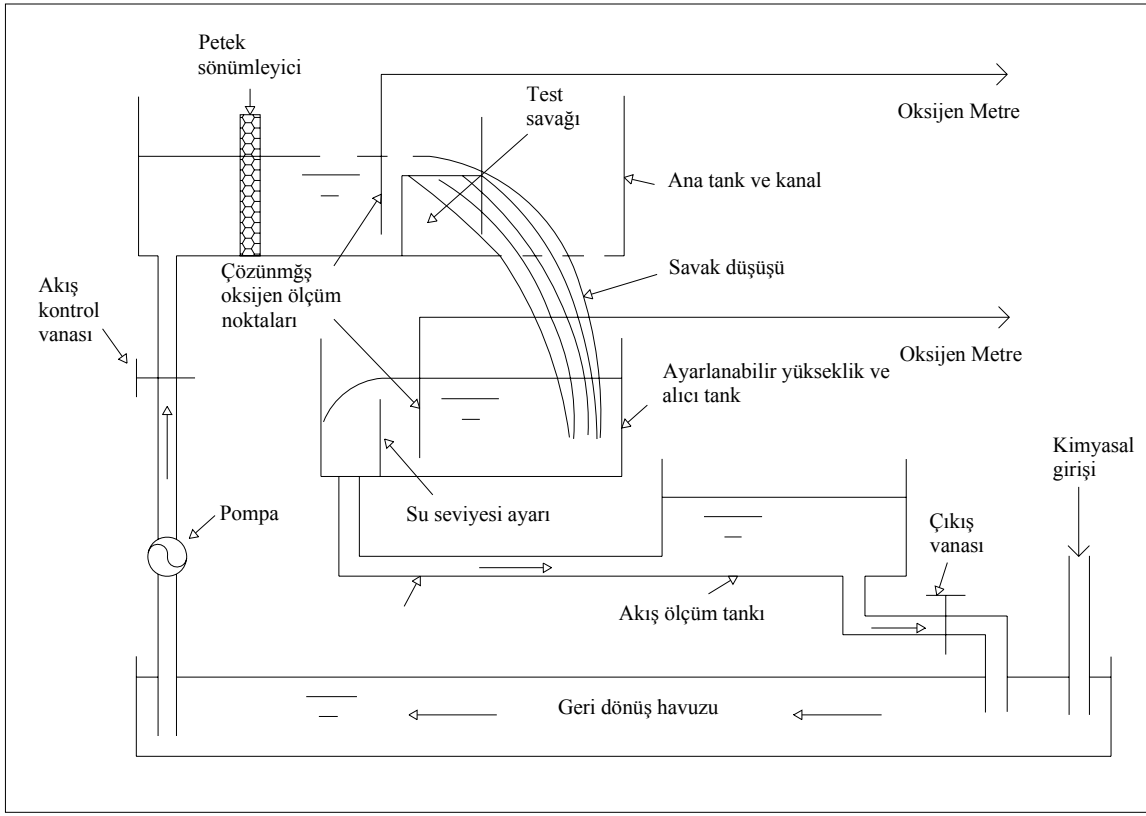 Petek
sönümleyici
Test
savağı
Oksijen Metre
Ana tank ve kanal
Savak düşüşü
Çözünmğş
oksijen ölçüm
noktaları
Akış
kontrol
vanası
Oksijen Metre
Ayarlanabilir yükseklik ve
alıcı tank
Kimyasal
girişi
Su seviyesi ayarı
Pompa
Çıkış
vanası
Akış ölçüm tankı
Geri dönüş havuzu